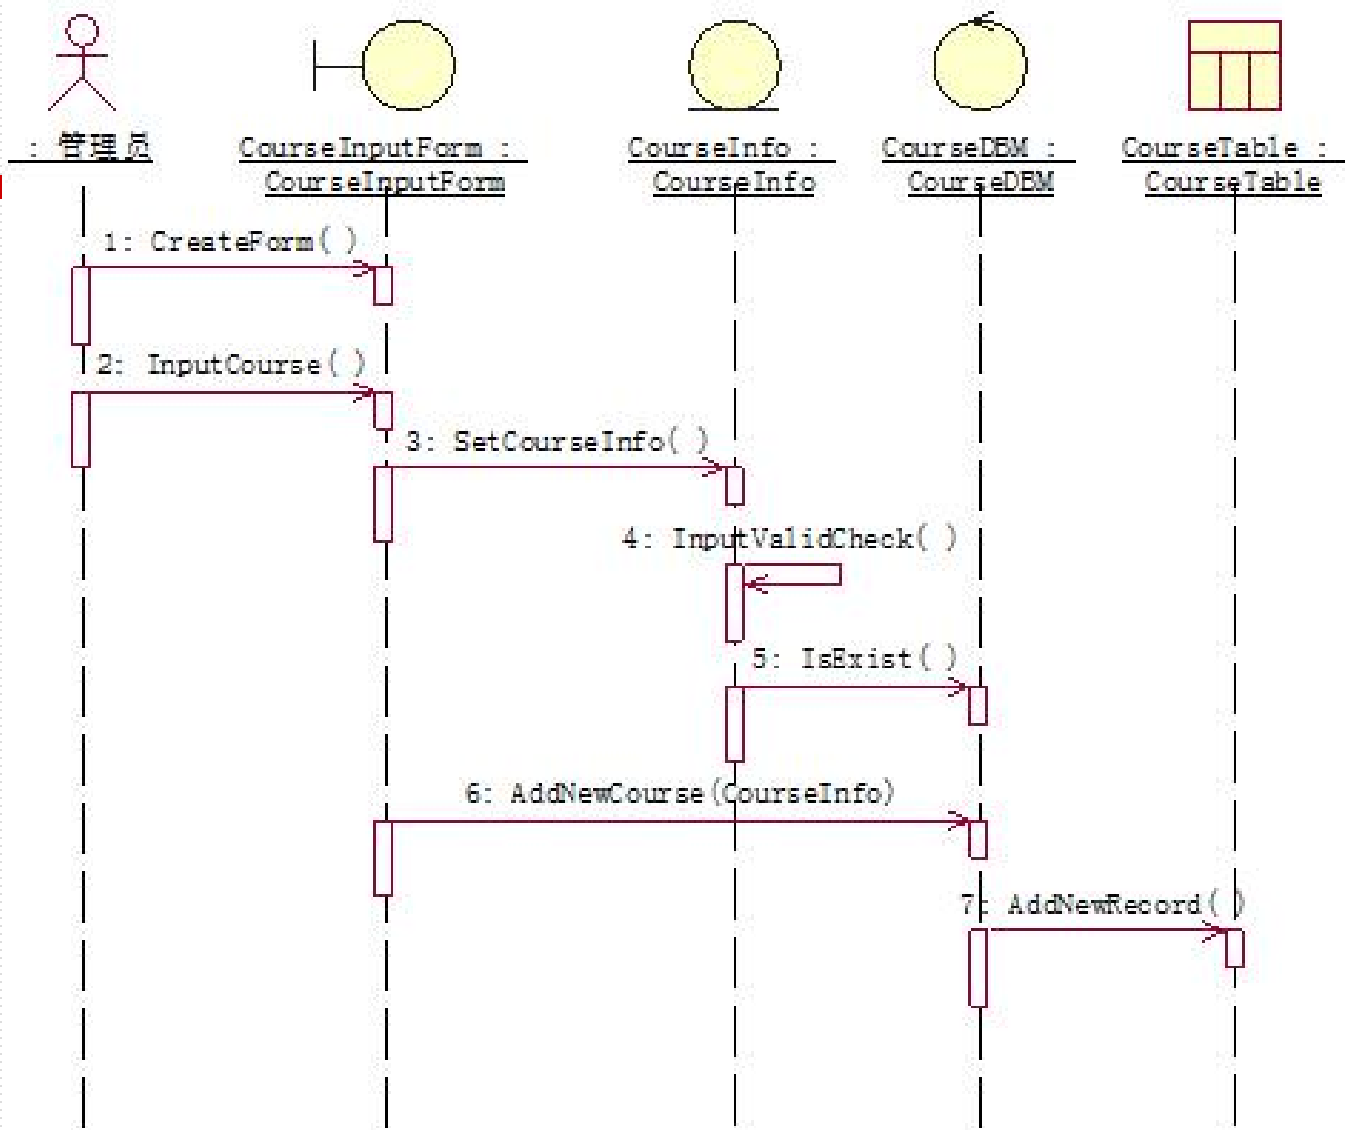 : 管理员
CourseInputForm :
CourseInputForm
CourseInfo :
CourseInfo
CourseDBM :
CourseDBM
CourseTable :
CourseTable
1: CreateForm( )
2: InputCourse( )
3: SetCourseInfo( )
4: InputValidCheck( )
5: IsExist( )
6: AddNewCourse(CourseInfo)
7: AddNewRecord( )